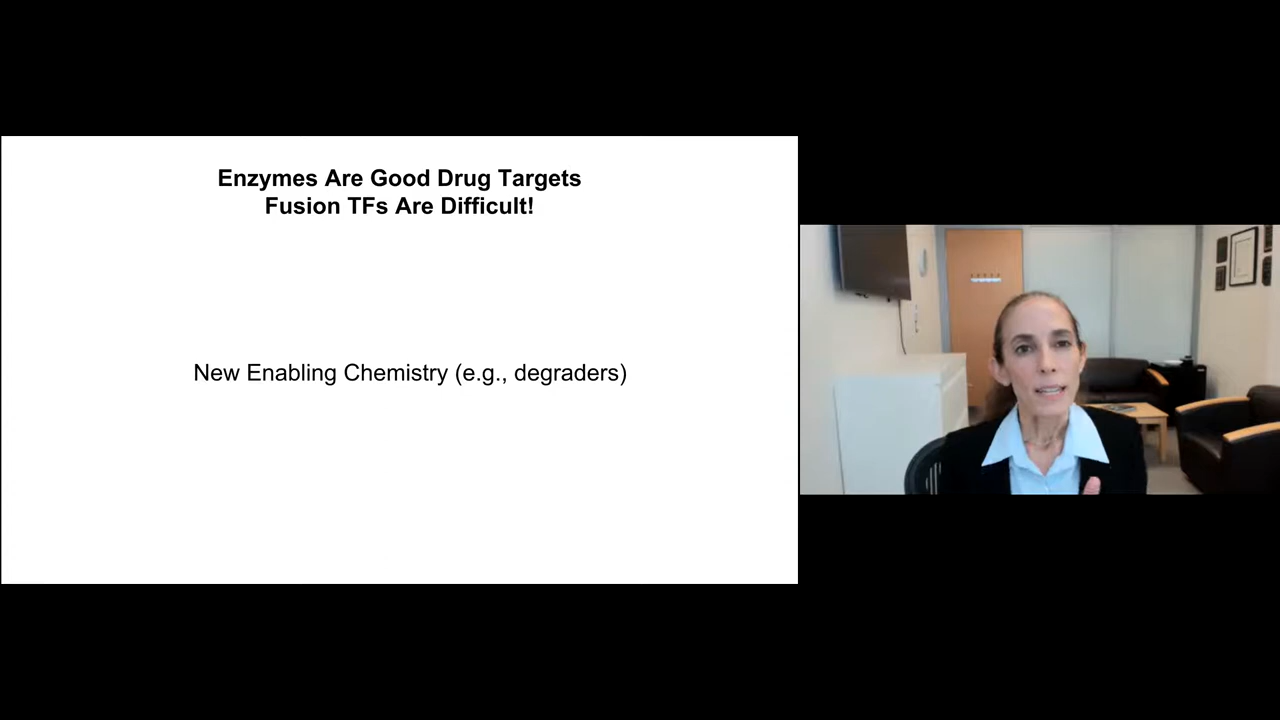 Enzymes Are Good Drug Targets
Fusion TFs Are Difficult!
New Enabling Chemistry (e.g., degraders)